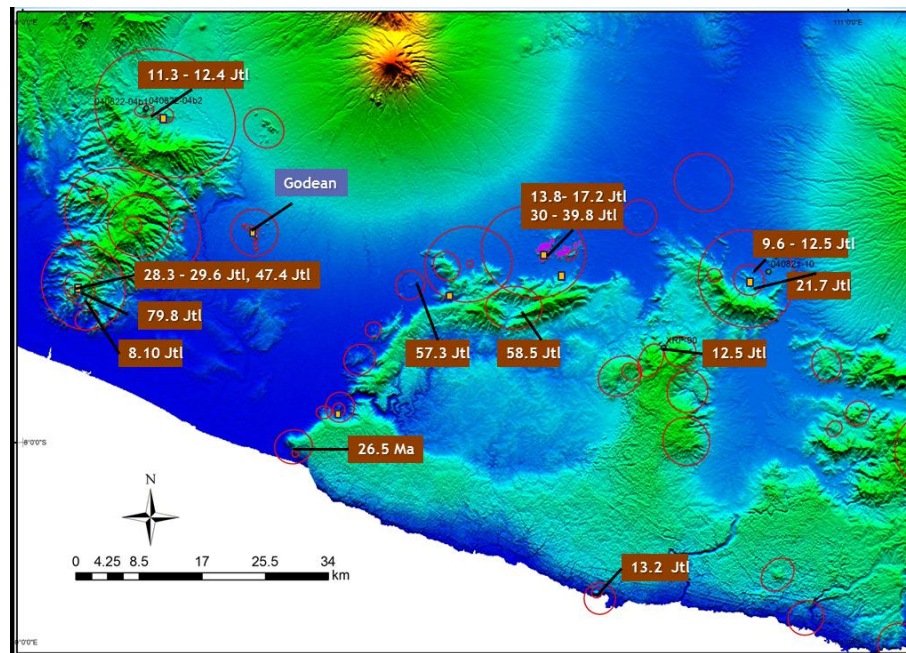 111°0'0"E
11.3 - 12.4 Jtl
Godean
13.8- 17.2 Jtl
30 - 39.8 Jtl
9.6 - 12.5 Jtl
21.7 Jtl
28.3 - 29.6 Jtl, 47.4 Jtl
79.8 Jtl
8.10 Jtl
57.3 Jtl
58.5 Jtl
12.5 Jtl
26.5 Ma
N
0 4.25 8.5 17 25.5 34
km
13.2 Jtl